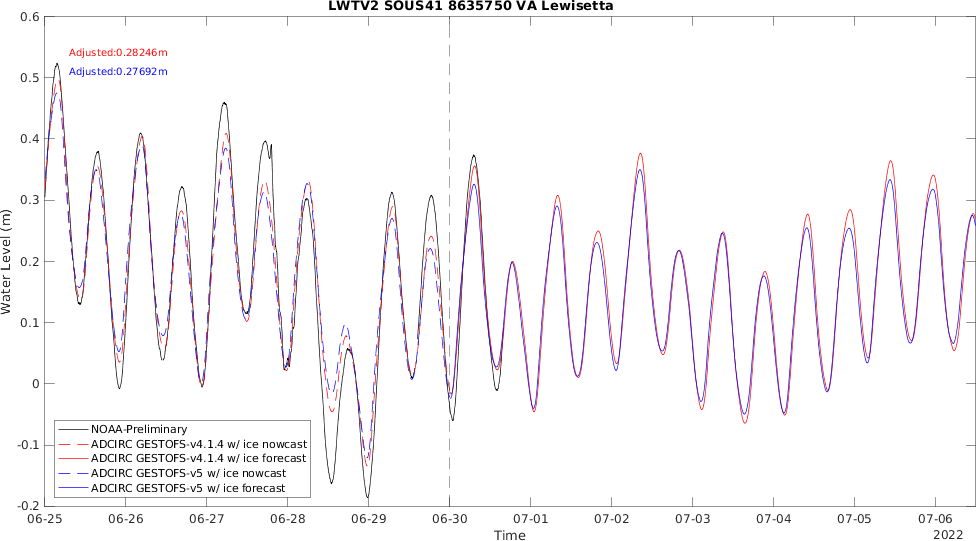 LWTV2 SOUS41 8635750 VA Lewisetta
0.6
0.5
0.4
0.3
0.2
0.1
0
-0.1
-0.2
Water Level (m)
Adjusted:0.28246m
Adjusted:0.27692m
NOAA-Preliminary
ADCIRC GESTOFS-v4.1.4 w/ ice nowcast
ADCIRC GESTOFS-v4.1.4 w/ ice forecast
ADCIRC GESTOFS-v5 w/ ice nowcast
ADCIRC GESTOFS-v5 w/ ice forecast
06-25 06-26 06-27 06-28 06-29 06-30 07-01 07-02 07-03 07-04 07-05 07-06
Time
2022